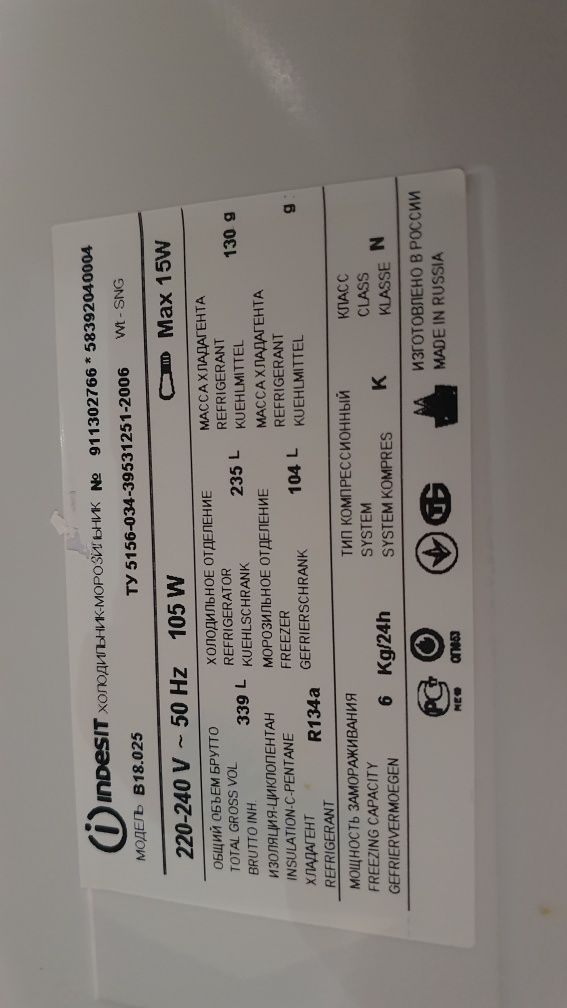 INDESIT ХОЛОДИЛЬНИК-МОРОЗИЛЬНИК № 911302766 * 58392040004
МОДЕЛЬ B18.025 ТУ 5156-034-39531251-2006 Wt - SNG
220-240 V ~ 50 Hz 105 W Max 15W
ОБЩИЙ ОБЪЕМ БРУТТО ХОЛОДИЛЬНОЕ ОТДЕЛЕНИЕ МАССА ХЛАДАГЕНТА
TOTAL GROSS VOL. 339 L REFRIGERATOR 235 L REFRIGERANT 130 g
BRUTTO INH. KUEHLSCHRANK KUEHLMITTEL
ИЗОЛЯЦИЯ-ЦИКЛОПЕНТАН МОРОЗИЛЬНОЕ ОТДЕЛЕНИЕ МАССА ХЛАДАГЕНТА
INSULATION-C-PENTANE FREEZER 104 L REFRIGERANT g
ХЛАДАГЕНТ R134a GEFRIERSCHRANK KUEHLMITTEL
REFRIGERANT
МОЩНОСТЬ ЗАМОРАЖИВАНИЯ ТИП КОМПРЕССИОННЫЙ КЛАСС
FREEZING CAPACITY 6 Kg/24h SYSTEM CLASS
GEFRIERVERMOEGEN SYSTEM KOMPRES K KLASSE N
РСТ ME68 ОП063 ИЗГОТОВЛЕНО В РОССИИ
MADE IN RUSSIA